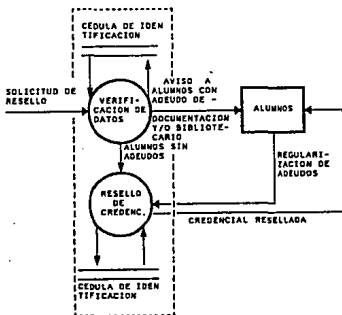 CEDULA DE IDEN
TIFICACION
SOLICITUD DE
RESELLO
VERIFI-
CACION DE
DATOS
AVISO A
ALUMNOS CON
ADEUDO DE -
DOCUMENTACION
Y/O BIBLIOTE-
CARIO
ALUMNOS
ALUMNOS SIN
ADEUDOS
REGULARI-
ZACION DE
ADEUDOS
RESELLO
DE
CREDENC.
CREDENCIAL RESELLADA
CEDULA DE IDEN
TIFICACION